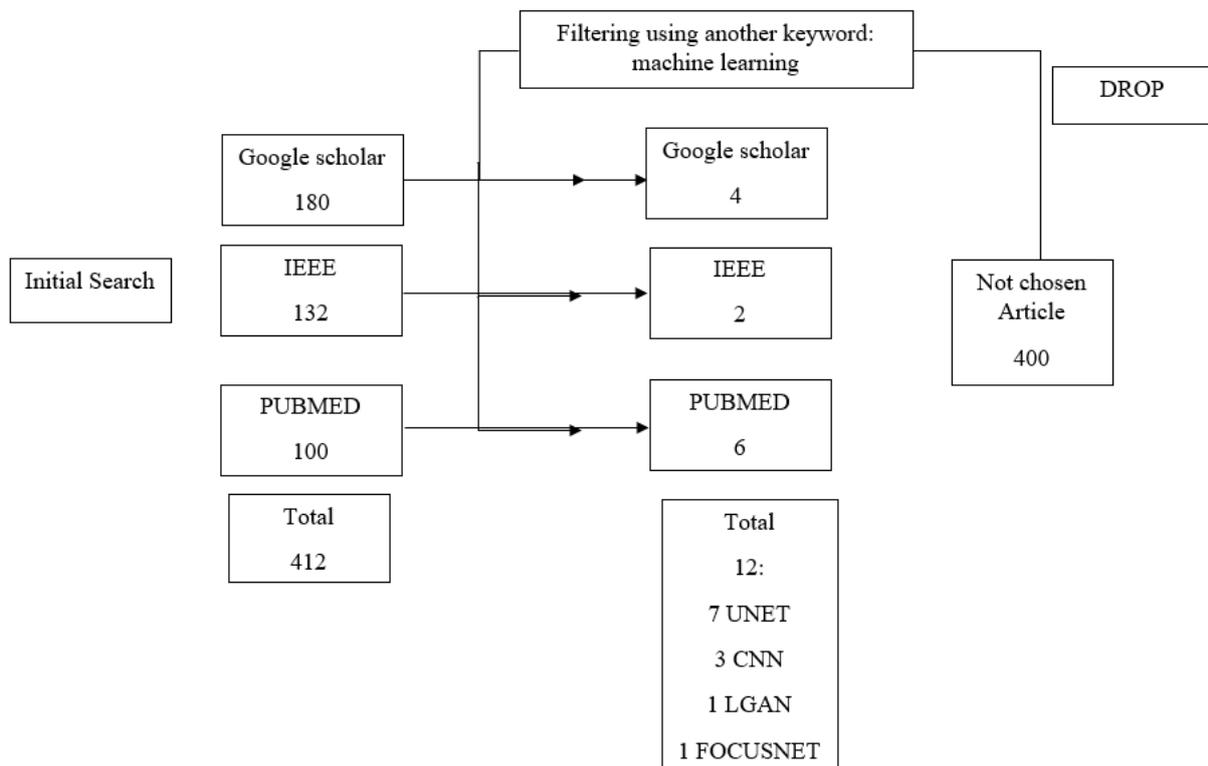 Filtering using another keyword:
machine learning
DROP
Google scholar
180
Google scholar
4
Initial Search
IEEE
132
IEEE
2
Not chosen
Article
400
PUBMED
100
PUBMED
6
Total
412
Total
12:
7 UNET
3 CNN
1 LGAN
1 FOCUSNET